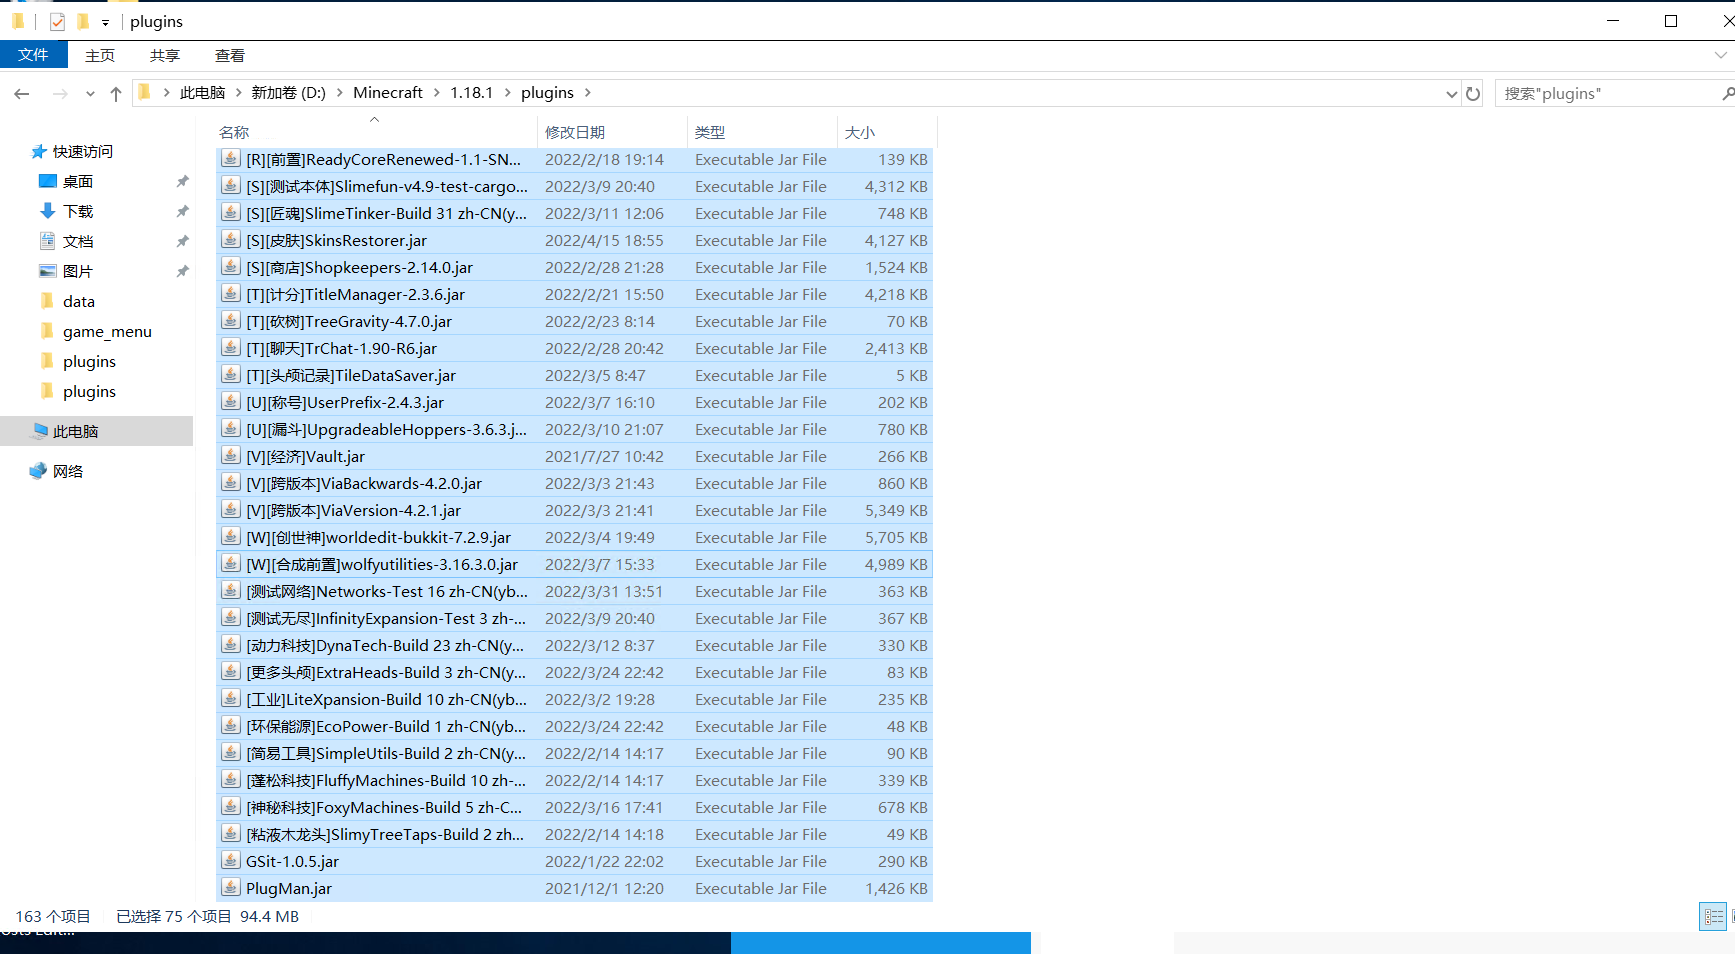 plugins
文件 主页 共享 查看
此电脑 新加卷 (D:) Minecraft 1.18.1 plugins 搜索"plugins"
名称 修改日期 类型 大小
快速访问
桌面
下载
文档
图片
data
game_menu
plugins
plugins
此电脑
网络
[R][前置]ReadyCoreRenewed-1.1-SN... 2022/2/18 19:14 Executable Jar File 139 KB
[S][测试本体]Slimefun-v4.9-test-cargo... 2022/3/9 20:40 Executable Jar File 4,312 KB
[S][匠魂]SlimeTinker-Build 31 zh-CN(y... 2022/3/11 12:06 Executable Jar File 748 KB
[S][皮肤]SkinsRestorer.jar 2022/4/15 18:55 Executable Jar File 4,127 KB
[S][商店]Shopkeepers-2.14.0.jar 2022/2/28 21:28 Executable Jar File 1,524 KB
[T][计分]TitleManager-2.3.6.jar 2022/2/21 15:50 Executable Jar File 4,218 KB
[T][砍树]TreeGravity-4.7.0.jar 2022/2/23 8:14 Executable Jar File 70 KB
[T][聊天]TrChat-1.90-R6.jar 2022/2/28 20:42 Executable Jar File 2,413 KB
[T][头颅记录]TileDataSaver.jar 2022/3/5 8:47 Executable Jar File 5 KB
[U][称号]UserPrefix-2.4.3.jar 2022/3/7 16:10 Executable Jar File 202 KB
[U][漏斗]UpgradeableHoppers-3.6.3.j... 2022/3/10 21:07 Executable Jar File 780 KB
[V][经济]Vault.jar 2021/7/27 10:42 Executable Jar File 266 KB
[V][跨版本]ViaBackwards-4.2.0.jar 2022/3/3 21:43 Executable Jar File 860 KB
[V][跨版本]ViaVersion-4.2.1.jar 2022/3/3 21:41 Executable Jar File 5,349 KB
[W][创世神]worldedit-bukkit-7.2.9.jar 2022/3/4 19:49 Executable Jar File 5,705 KB
[W][合成前置]wolfyutilities-3.16.3.0.jar 2022/3/7 15:33 Executable Jar File 4,989 KB
[测试网络]Networks-Test 16 zh-CN(yb... 2022/3/31 13:51 Executable Jar File 363 KB
[测试无尽]InfinityExpansion-Test 3 zh-... 2022/3/9 20:40 Executable Jar File 367 KB
[动力科技]DynaTech-Build 23 zh-CN(y... 2022/3/12 8:37 Executable Jar File 330 KB
[更多头颅]ExtraHeads-Build 3 zh-CN(y... 2022/3/24 22:42 Executable Jar File 83 KB
[工业]LiteXpansion-Build 10 zh-CN(yb... 2022/3/2 19:28 Executable Jar File 235 KB
[环保能源]EcoPower-Build 1 zh-CN(yb... 2022/3/24 22:42 Executable Jar File 48 KB
[简易工具]SimpleUtils-Build 2 zh-CN(y... 2022/2/14 14:17 Executable Jar File 90 KB
[蓬松科技]FluffyMachines-Build 10 zh-... 2022/2/14 14:17 Executable Jar File 339 KB
[神秘科技]FoxyMachines-Build 5 zh-C... 2022/3/16 17:41 Executable Jar File 678 KB
[粘液木龙头]SlimyTreeTaps-Build 2 zh... 2022/2/14 14:18 Executable Jar File 49 KB
GSit-1.0.5.jar 2022/1/22 22:02 Executable Jar File 290 KB
PlugMan.jar 2021/12/1 12:20 Executable Jar File 1,426 KB
163 个项目 已选择 75 个项目 94.4 MB